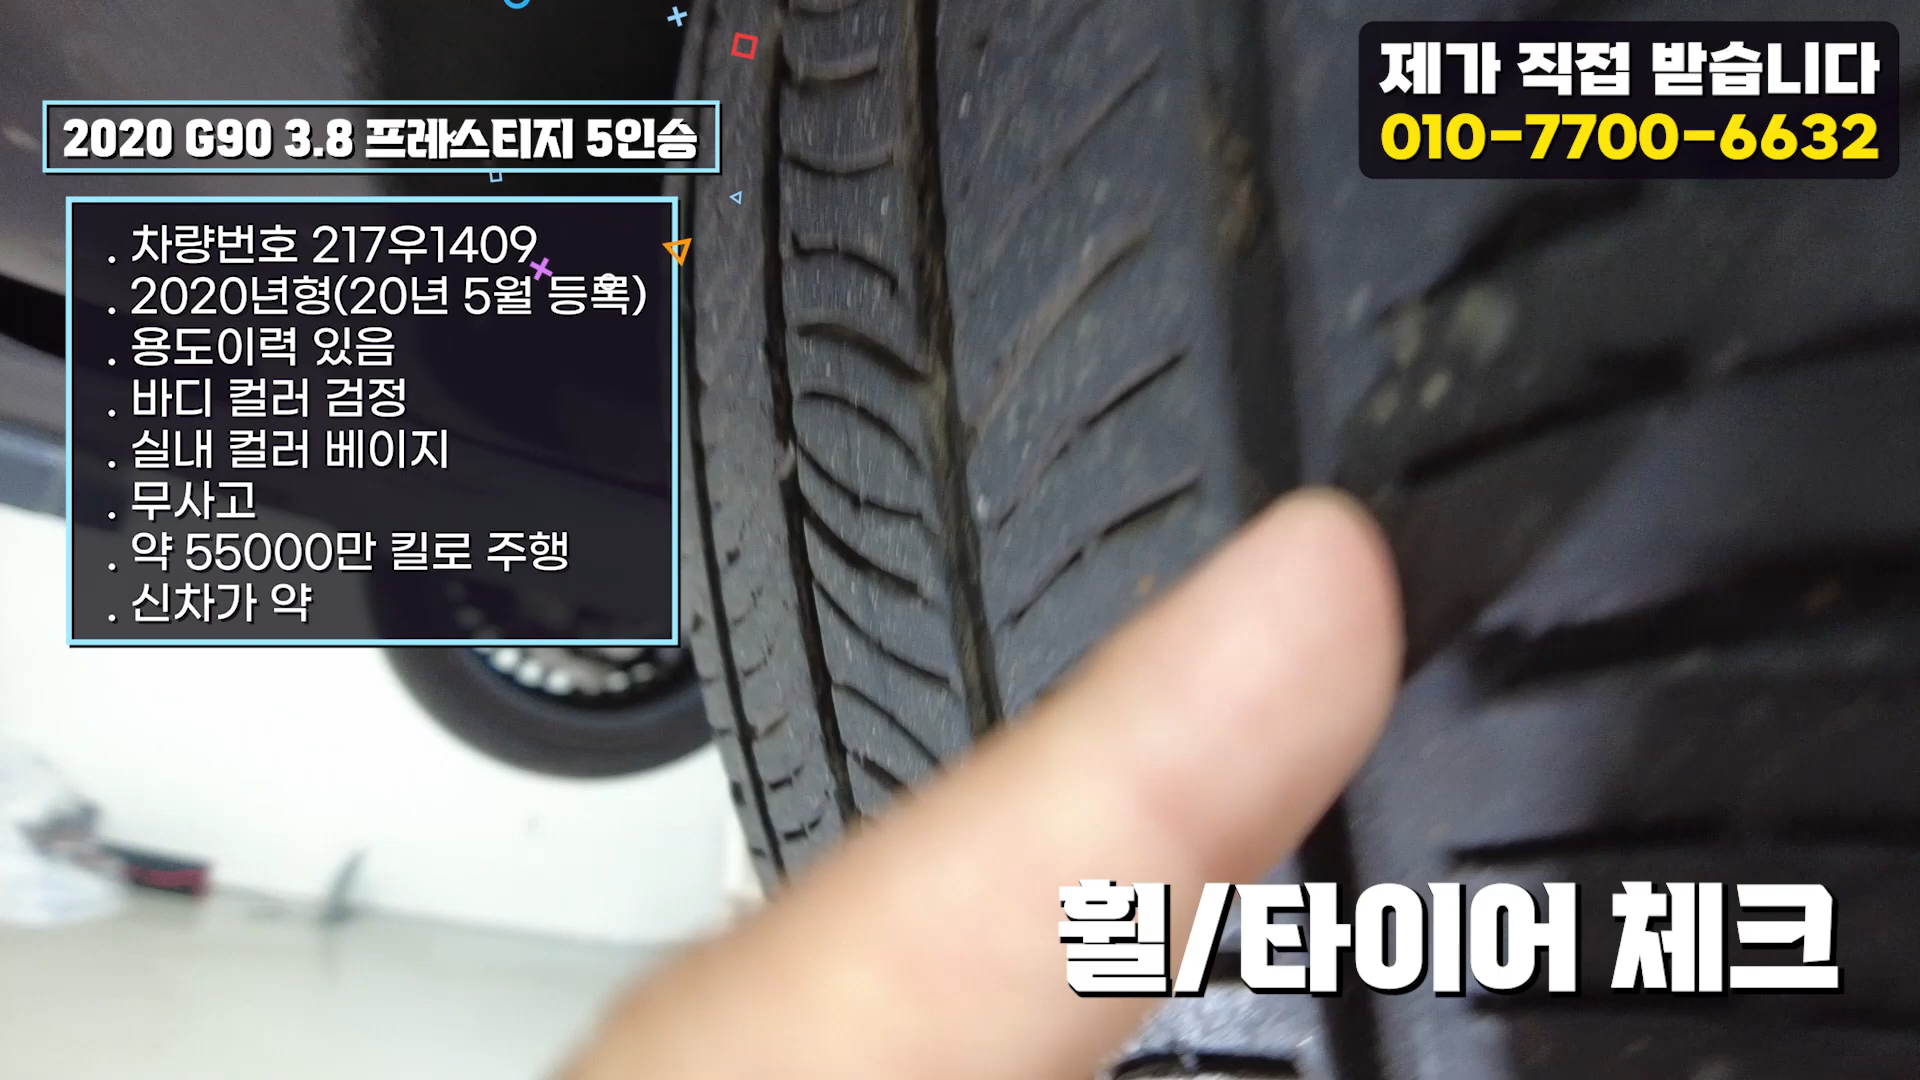 2020 G90 3.8 프레스티지 5인승
제가 직접 받습니다
010-7700-6632
. 차량번호 217우1409
. 2020년형(20년 5월 등록)
. 용도이력 있음
. 바디 컬러 검정
. 실내 컬러 베이지
. 무사고
. 약 55000만 킬로 주행
. 신차가 약
휠/타이어 체크